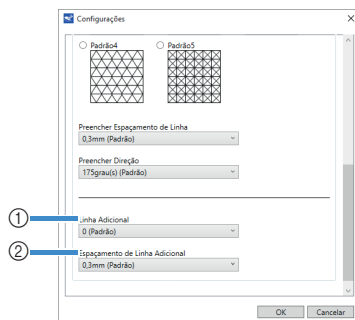 Configurações
Padrão4 Padrão5
Preencher Espaçamento de Linha
0,3mm (Padrão)
Preencher Direção
175grau(s) (Padrão)
① Linha Adicional
0 (Padrão)
② Espaçamento de Linha Adicional
0,3mm (Padrão)
OK Cancelar